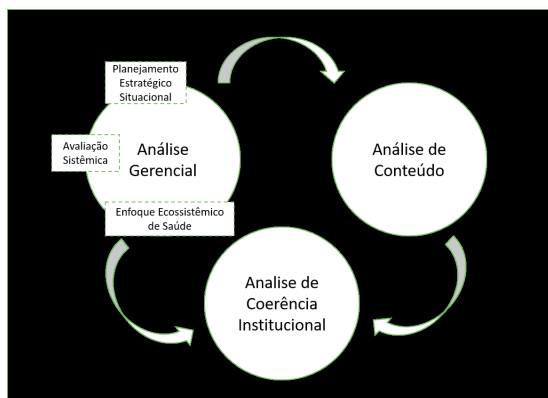 Planejamento
Estratégico
Situacional
Avaliação
Sistêmica
Análise
Gerencial
Enfoque Ecossistêmico
de Saúde
Análise de
Conteúdo
Analise de
Coerência
Institucional